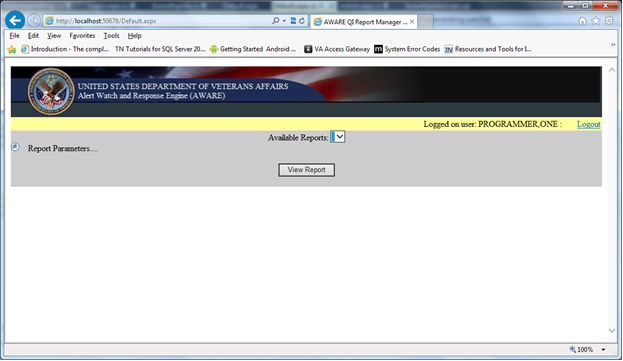 http://localhost:50678/Default.aspx
AWARE QI Report Manager ...
File Edit View Favorites Tools Help
Introduction - The compl... TN Tutorials for SQL Server 20... Getting Started Android ... VA Access Gateway m System Error Codes Resources and Tools for I...
UNITED STATES DEPARTMENT OF VETERANS AFFAIRS
Alert Watch and Response Engine (AWARE)
Logged on user: PROGRAMMER,ONE : Logout
Available Reports:
Report Parameters....
View Report
100%